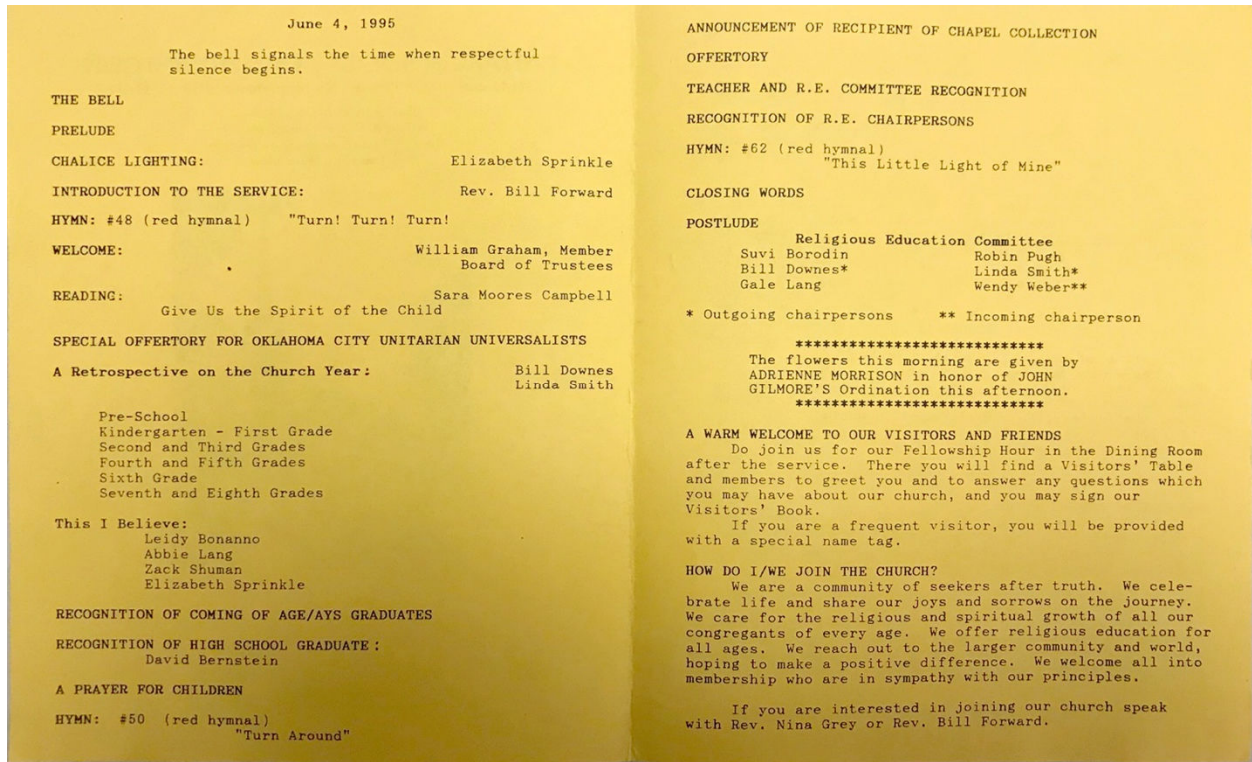 June 4, 1995
The bell signals the time when respectful
silence begins.
THE BELL
PRELUDE
CHALICE LIGHTING: Elizabeth Sprinkle
INTRODUCTION TO THE SERVICE: Rev. Bill Forward
HYMN: #48 (red hymnal) "Turn! Turn! Turn!
WELCOME: William Graham, Member
Board of Trustees
READING: Sara Moores Campbell
Give Us the Spirit of the Child
SPECIAL OFFERTORY FOR OKLAHOMA CITY UNITARIAN UNIVERSALISTS
A Retrospective on the Church Year: Bill Downes
Linda Smith
Pre-School
Kindergarten - First Grade
Second and Third Grades
Fourth and Fifth Grades
Sixth Grade
Seventh and Eighth Grades
This I Believe:
Leidy Bonanno
Abbie Lang
Zack Shuman
Elizabeth Sprinkle
RECOGNITION OF COMING OF AGE/AYS GRADUATES
RECOGNITION OF HIGH SCHOOL GRADUATE:
David Bernstein
A PRAYER FOR CHILDREN
HYMN: #50 (red hymnal)
"Turn Around"
ANNOUNCEMENT OF RECIPIENT OF CHAPEL COLLECTION
OFFERTORY
TEACHER AND R.E. COMMITTEE RECOGNITION
RECOGNITION OF R.E. CHAIRPERSONS
HYMN: #62 (red hymnal)
"This Little Light of Mine"
CLOSING WORDS
POSTLUDE
Religious Education Committee
Suvi Borodin Robin Pugh
Bill Downes* Linda Smith*
Gale Lang Wendy Weber**
* Outgoing chairpersons ** Incoming chairperson
****************************
The flowers this morning are given by
ADRIENNE MORRISON in honor of JOHN
GILMORE'S Ordination this afternoon.
****************************
A WARM WELCOME TO OUR VISITORS AND FRIENDS
Do join us for our Fellowship Hour in the Dining Room
after the service. There you will find a Visitors' Table
and members to greet you and to answer any questions which
you may have about our church, and you may sign our
Visitors' Book.
If you are a frequent visitor, you will be provided
with a special name tag.
HOW DO I/WE JOIN THE CHURCH?
We are a community of seekers after truth. We cele-
brate life and share our joys and sorrows on the journey.
We care for the religious and spiritual growth of all our
congregants of every age. We offer religious education for
all ages. We reach out to the larger community and world,
hoping to make a positive difference. We welcome all into
membership who are in sympathy with our principles.
If you are interested in joining our church speak
with Rev. Nina Grey or Rev. Bill Forward.